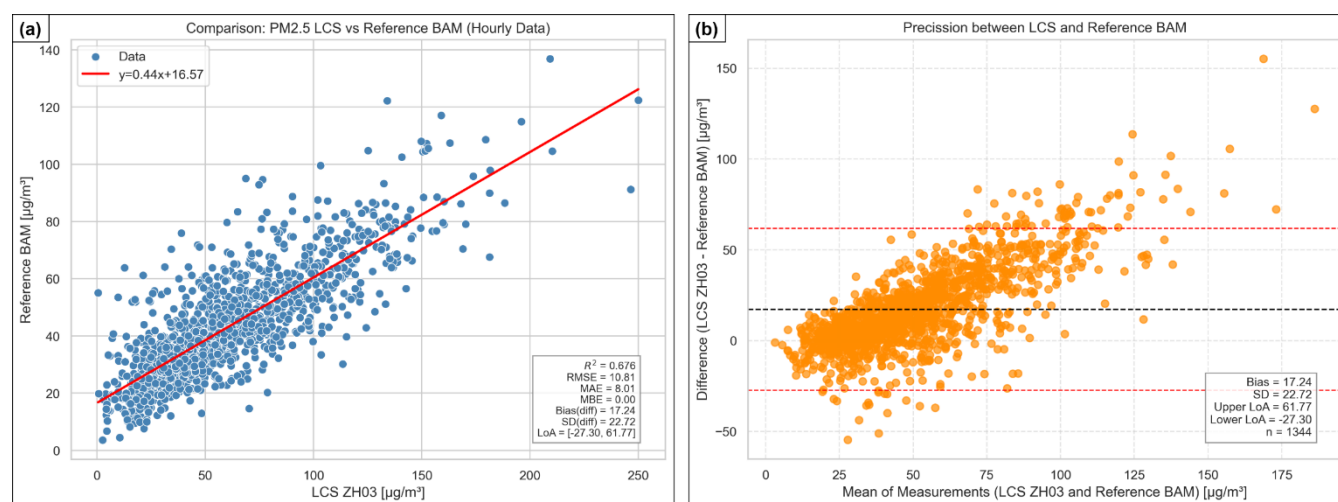 (a)
Comparison: PM2.5 LCS vs Reference BAM (Hourly Data)
Data
y=0.44x+16.57
140
120
100
80
60
40
20
0
Reference BAM [µg/m³]
R² = 0.676
RMSE = 10.81
MAE = 8.01
MBE = 0.00
Bias(diff) = 17.24
SD(diff) = 22.72
LoA = [-27.30, 61.77]
0 50 100 150 200 250
LCS ZH03 [µg/m³]
(b)
Precission between LCS and Reference BAM
150
100
50
0
−50
Difference (LCS ZH03 - Reference BAM) [µg/m³]
Bias = 17.24
SD = 22.72
Upper LoA = 61.77
Lower LoA = -27.30
n = 1344
0 25 50 75 100 125 150 175
Mean of Measurements (LCS ZH03 and Reference BAM) [µg/m³]